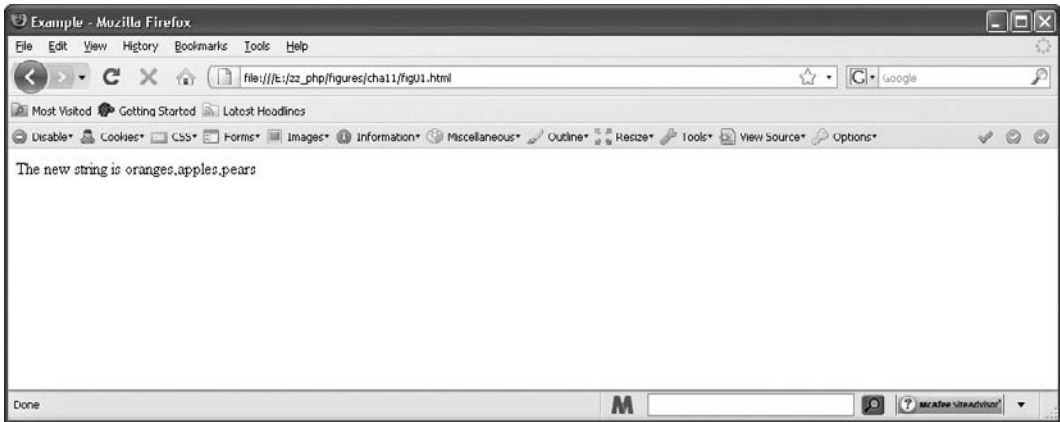 Example - Mozilla Firefox
File Edit View History Bookmarks Tools Help
file:///E:/zz_php/figures/cha11/fig01.html
G Google
Most Visited Getting Started Latest Headlines
Disable Cookies CSS Forms Images Information Miscellaneous Outline Resize Tools View Source Options
The new string is oranges,apples,pears
Done
M
? McAfee SiteAdvisor